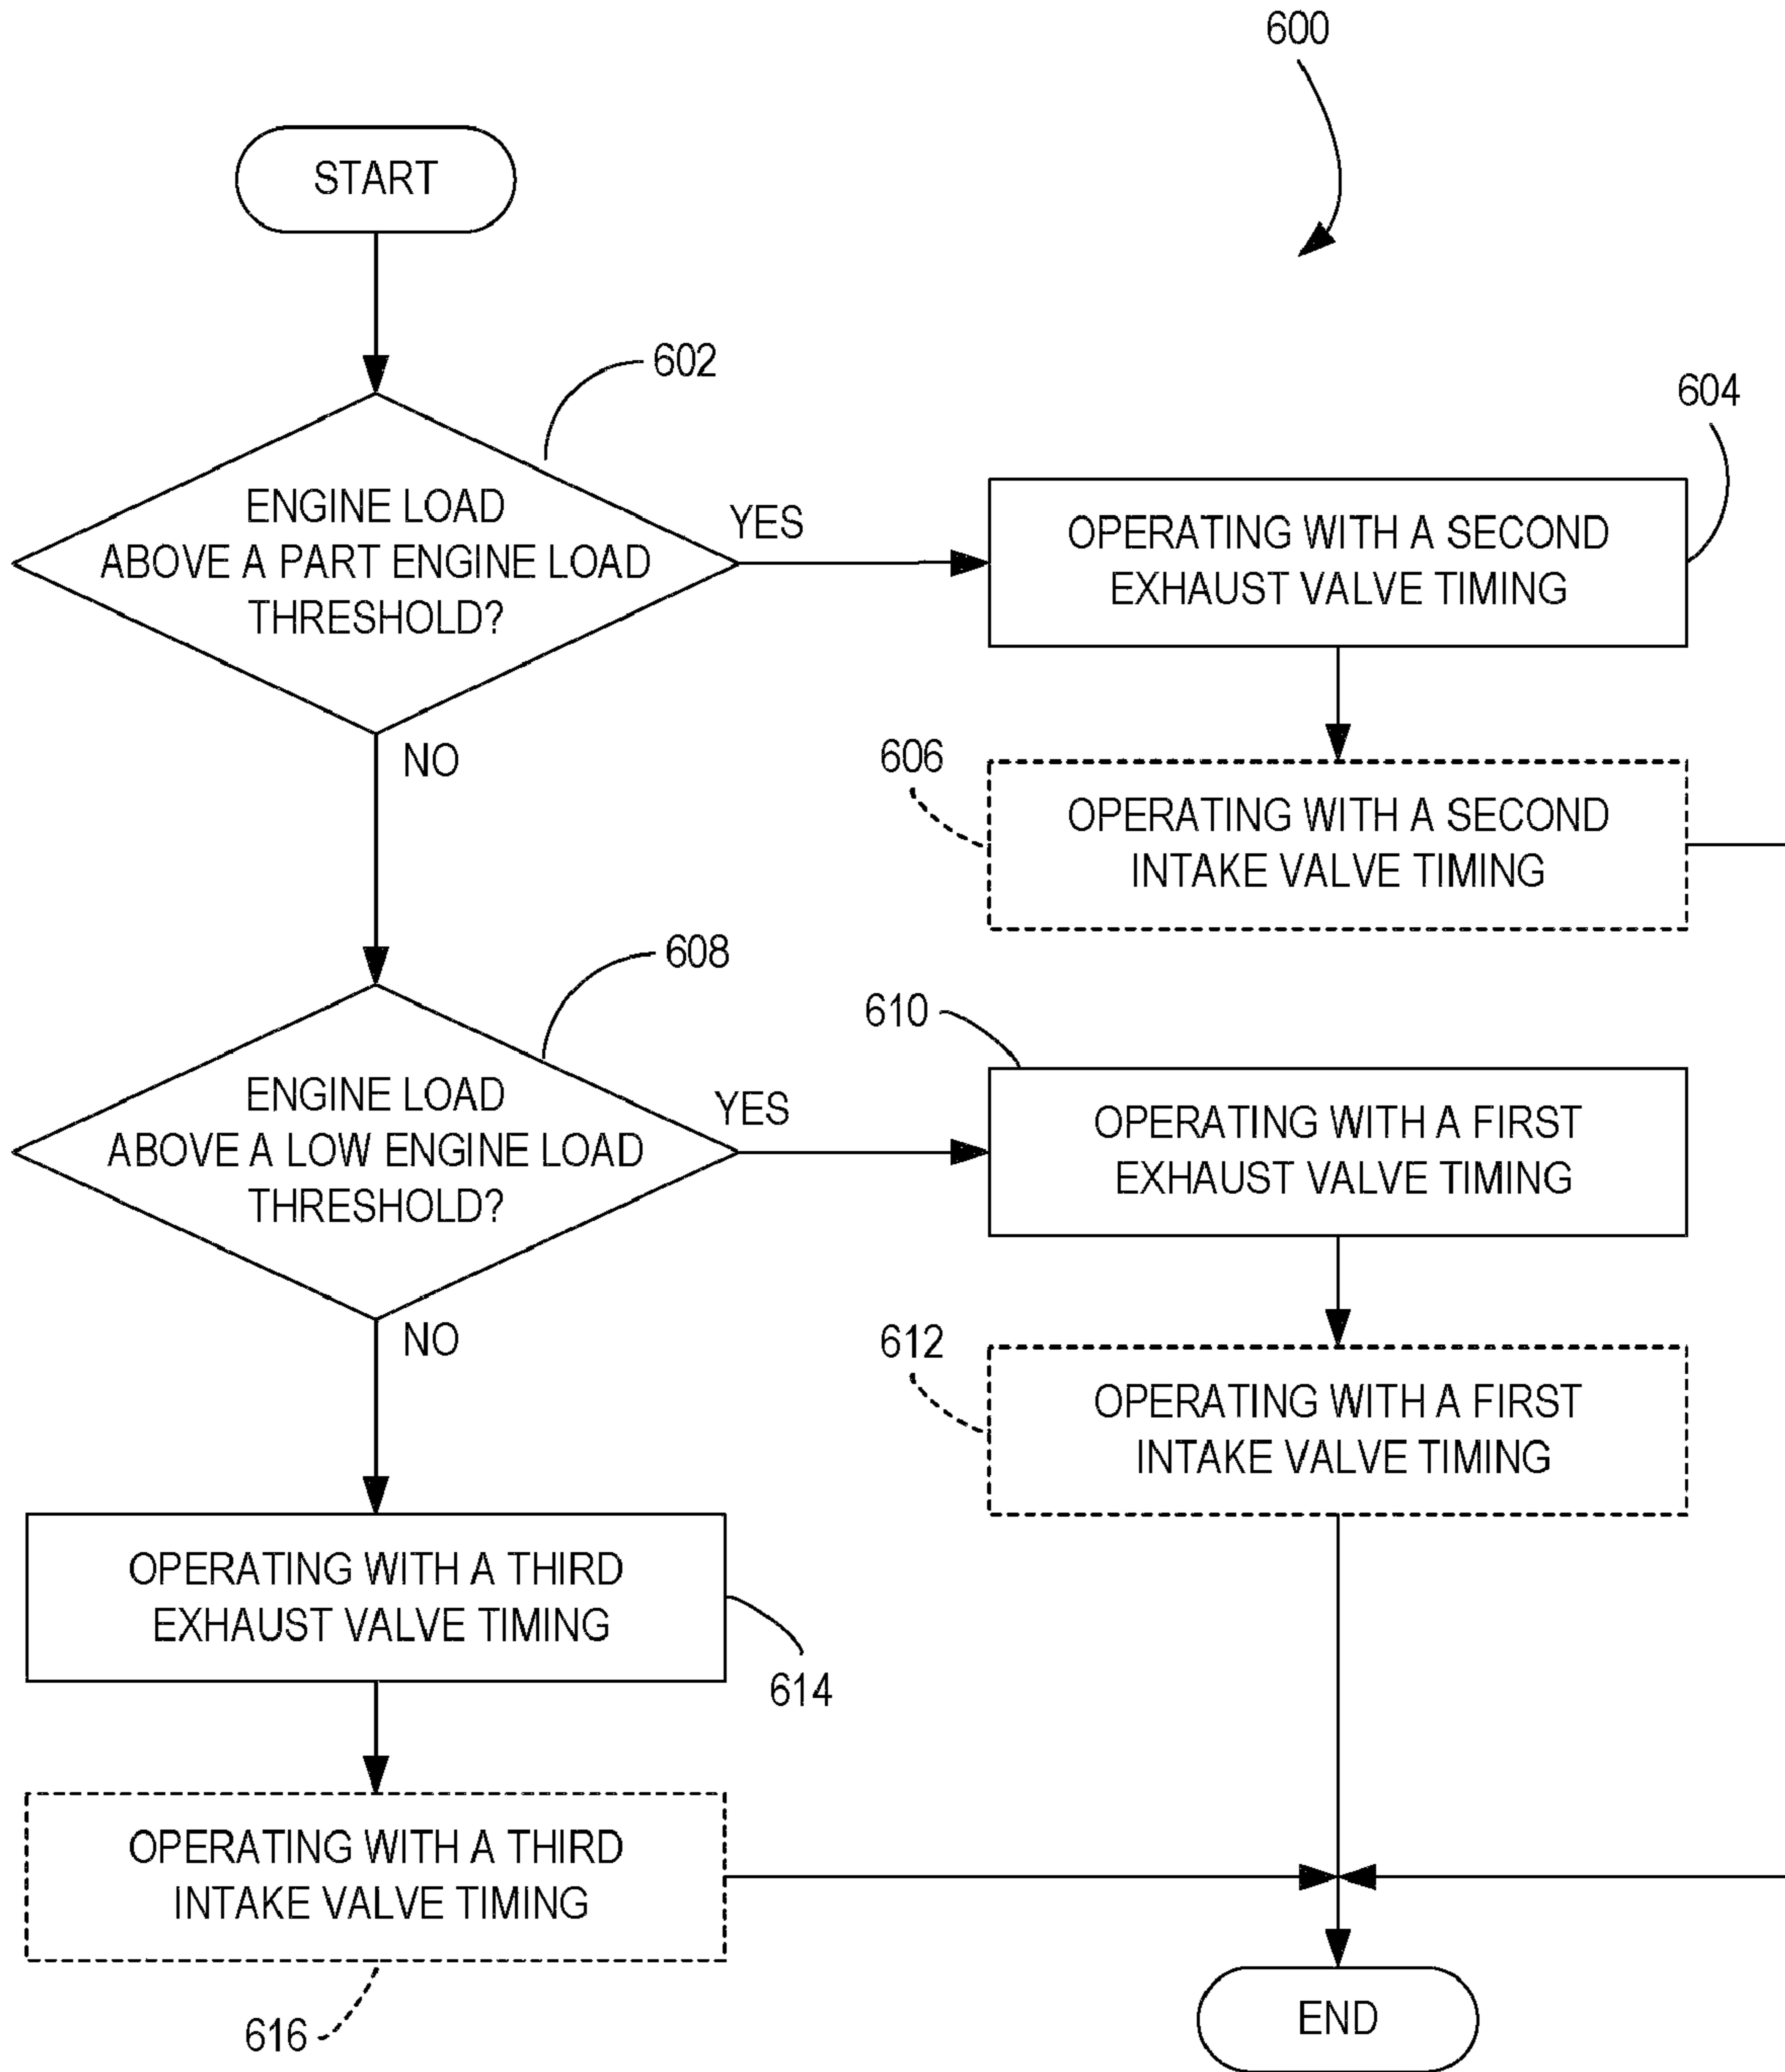 600
START
602
ENGINE LOAD
ABOVE A PART ENGINE LOAD
THRESHOLD?
YES
NO
604
OPERATING WITH A SECOND
EXHAUST VALVE TIMING
606
OPERATING WITH A SECOND
INTAKE VALVE TIMING
608
ENGINE LOAD
ABOVE A LOW ENGINE LOAD
THRESHOLD?
YES
NO
610
OPERATING WITH A FIRST
EXHAUST VALVE TIMING
612
OPERATING WITH A FIRST
INTAKE VALVE TIMING
OPERATING WITH A THIRD
EXHAUST VALVE TIMING
614
OPERATING WITH A THIRD
INTAKE VALVE TIMING
616
END